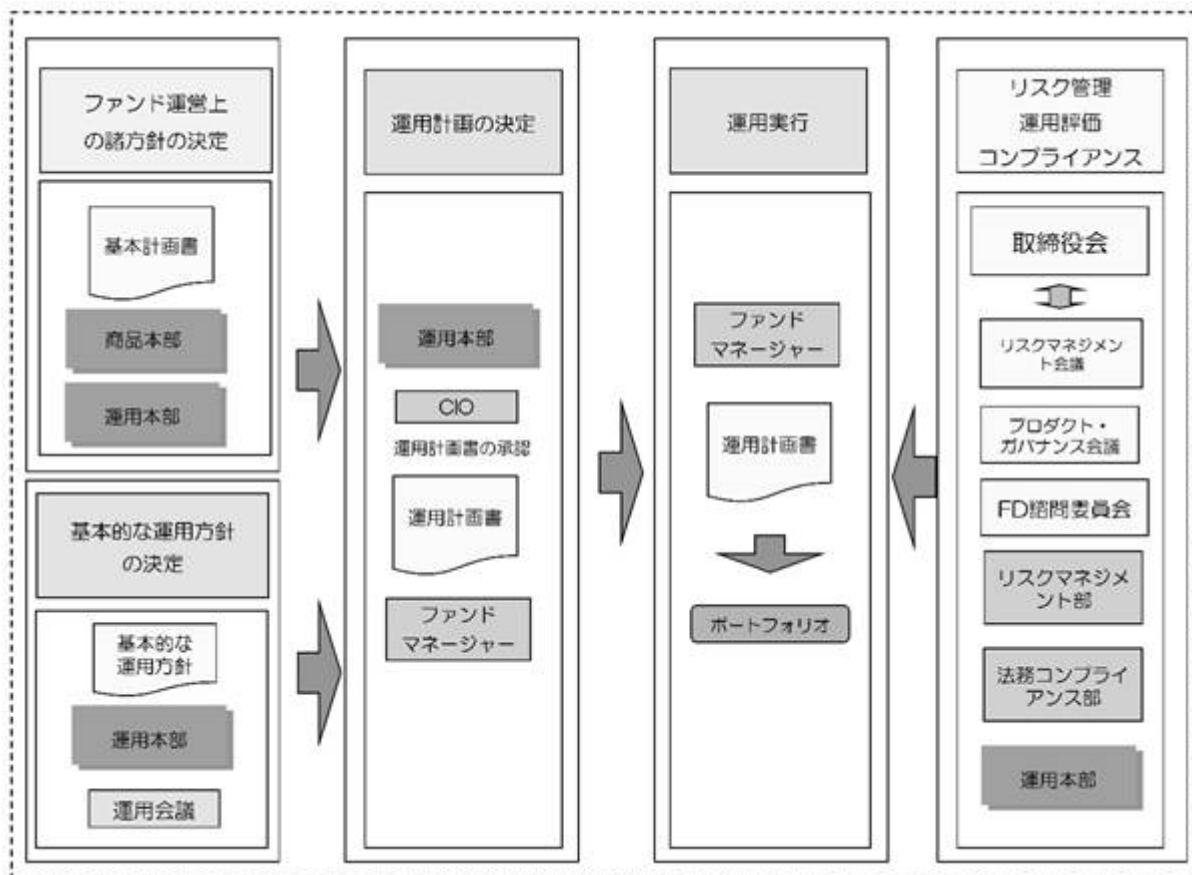 ファンド運営上
の諸方針の決定
基本計画書
商品本部
運用本部
基本的な運用方針
の決定
基本的な
運用方針
運用本部
運用会議
運用計画の決定
運用本部
CIO
運用計画書の承認
運用計画書
ファンド
マネージャー
運用実行
ファンド
マネージャー
運用計画書
ポートフォリオ
リスク管理
運用評価
コンプライアンス
取締役会
リスクマネジメン
ト会議
プロダクト・
ガバナンス会議
FD諮問委員会
リスクマネジメ
ント部
法務コンプライ
アンス部
運用本部